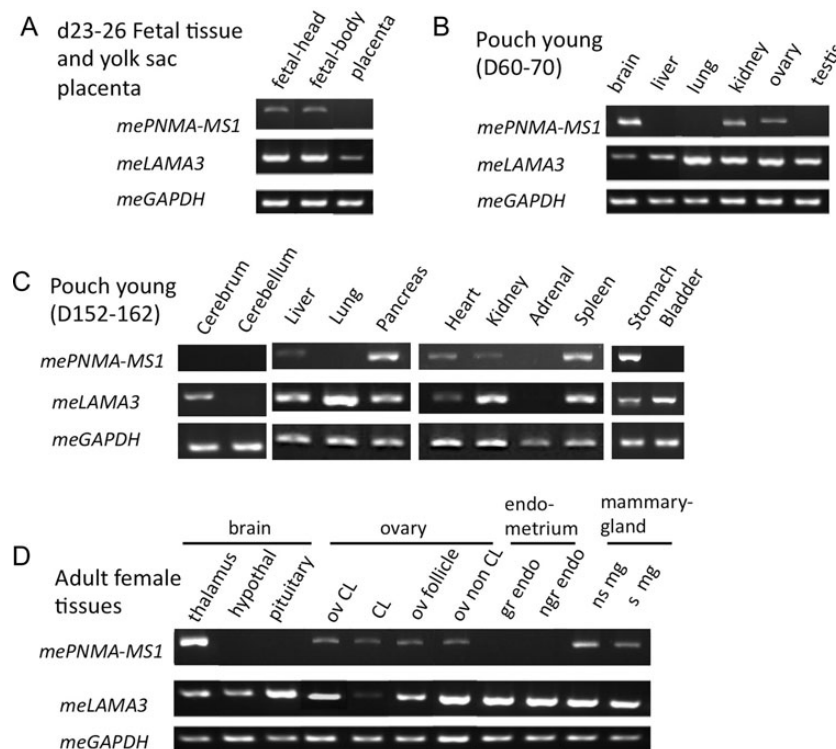 A
d23-26 Fetal tissue
and yolk sac
placenta
fetal-head
fetal-body
placenta
mePNMA-MS1
meLAMA3
meGAPDH
B
Pouch young
(D60-70)
brain
liver
lung
kidney
ovary
testis
mePNMA-MS1
meLAMA3
meGAPDH
C
Pouch young
(D152-162)
Cerebrum
Cerebellum
Liver
Lung
Pancreas
Heart
Kidney
Adrenal
Spleen
Stomach
Bladder
mePNMA-MS1
meLAMA3
meGAPDH
D
Adult female
tissues
brain
ovary
endo-
metrium
mammary-
gland
thalamus
hypothal
pituitary
ov CL
CL
ov follicle
ov non CL
gr endo
ngr endo
ns mg
s mg
mePNMA-MS1
meLAMA3
meGAPDH